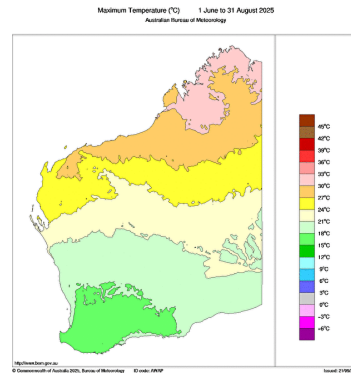 Maximum Temperature (°C) 1 June to 31 August 2025
Australian Bureau of Meteorology
45°C
42°C
39°C
36°C
33°C
30°C
27°C
24°C
21°C
18°C
15°C
12°C
9°C
6°C
3°C
0°C
-3°C
-6°C
http://www.bom.gov.au
© Commonwealth of Australia 2025, Bureau of Meteorology ID code: AWAP
Issued: